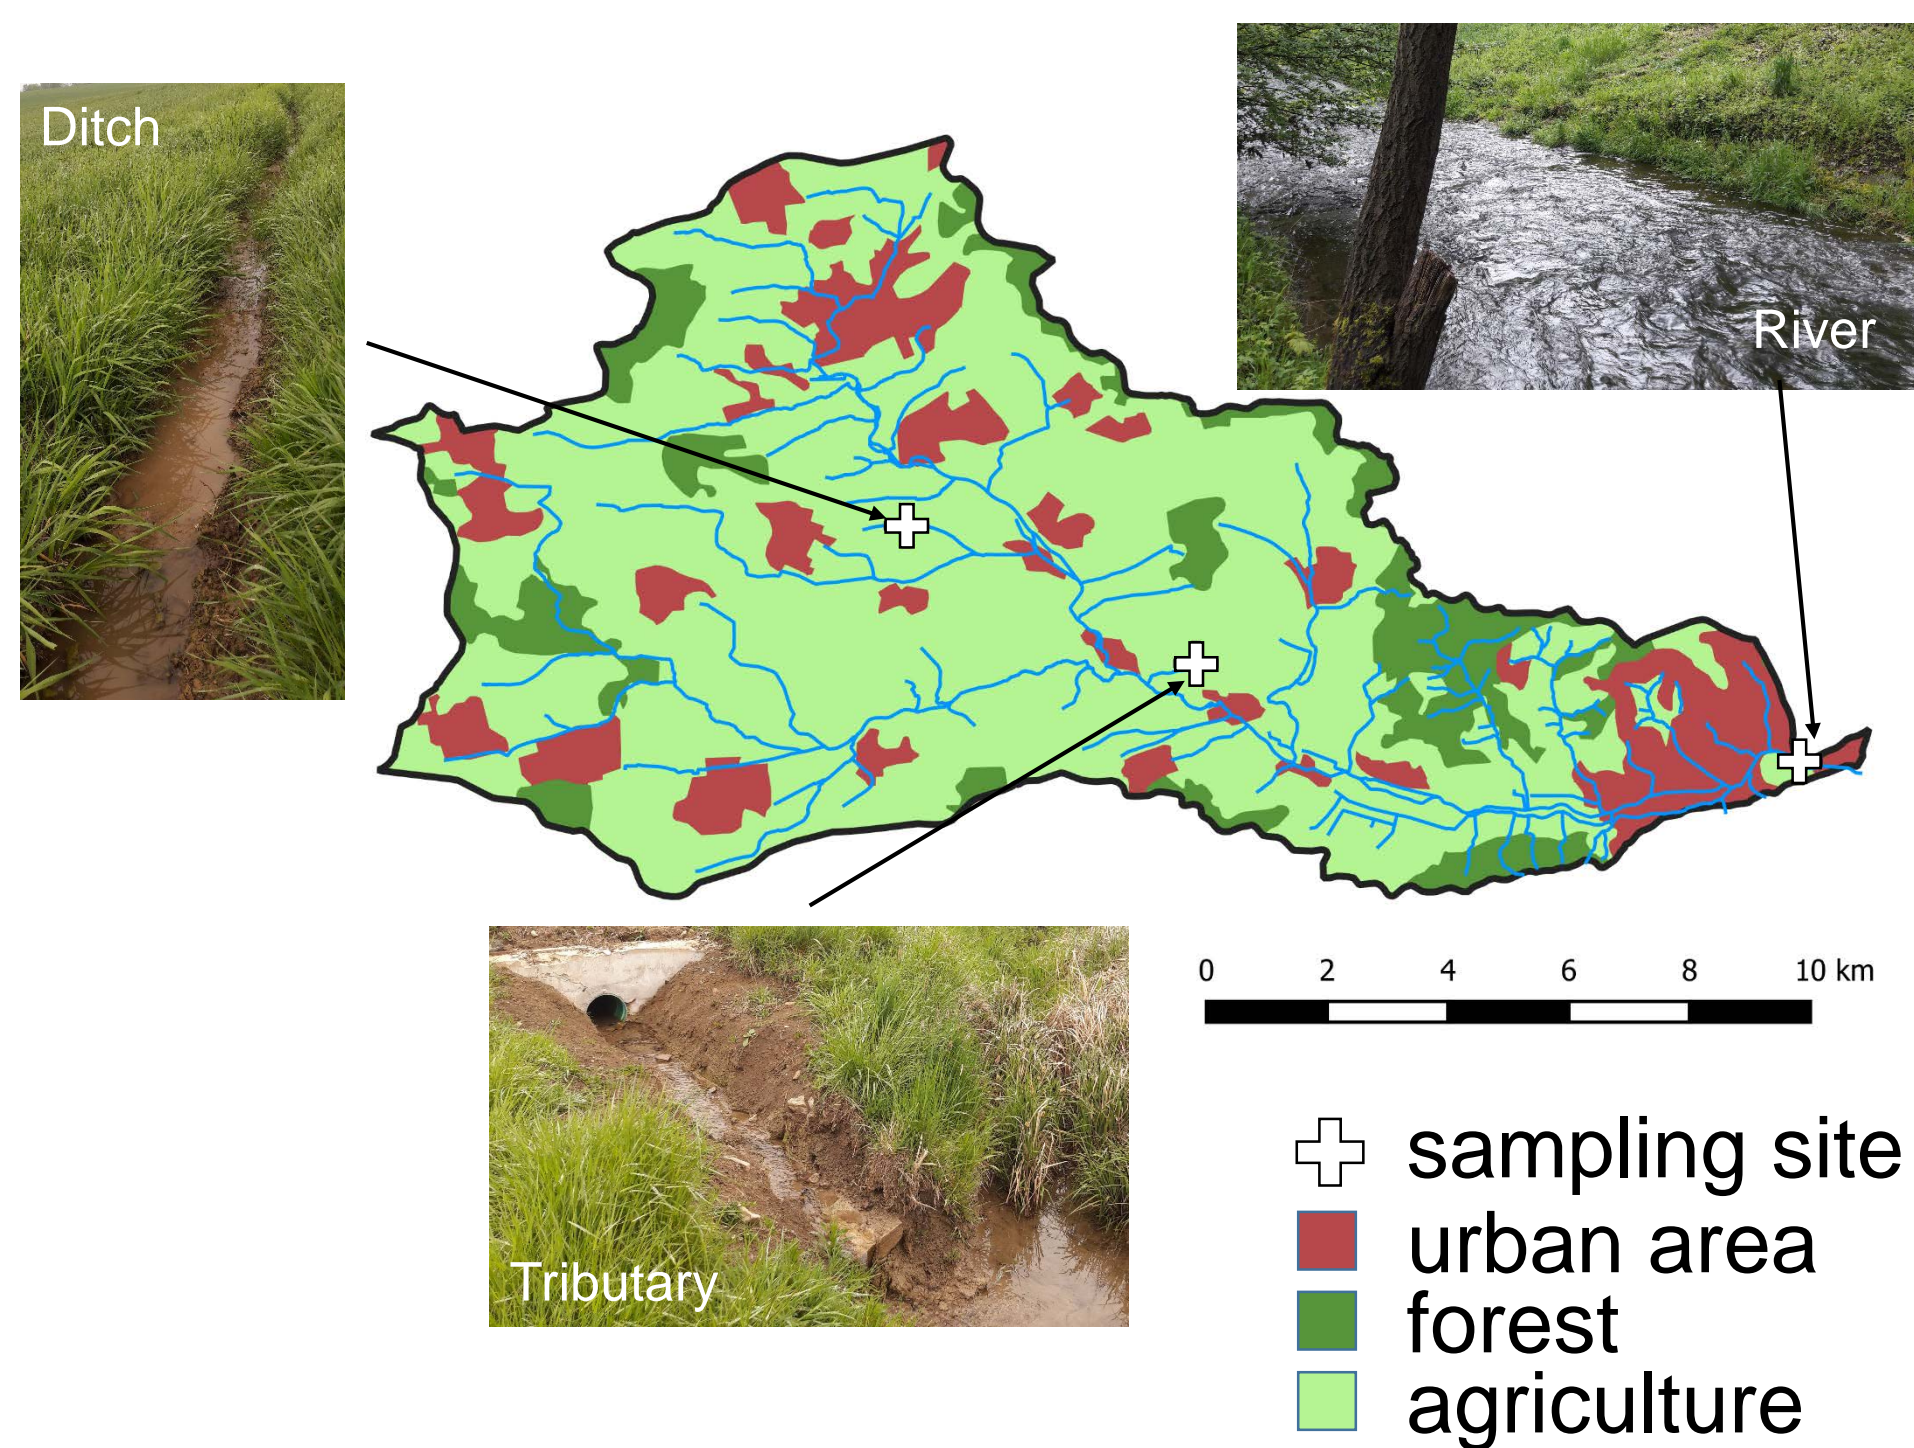 Ditch
River
Tributary
0 2 4 6 8 10 km
sampling site
urban area
forest
agriculture